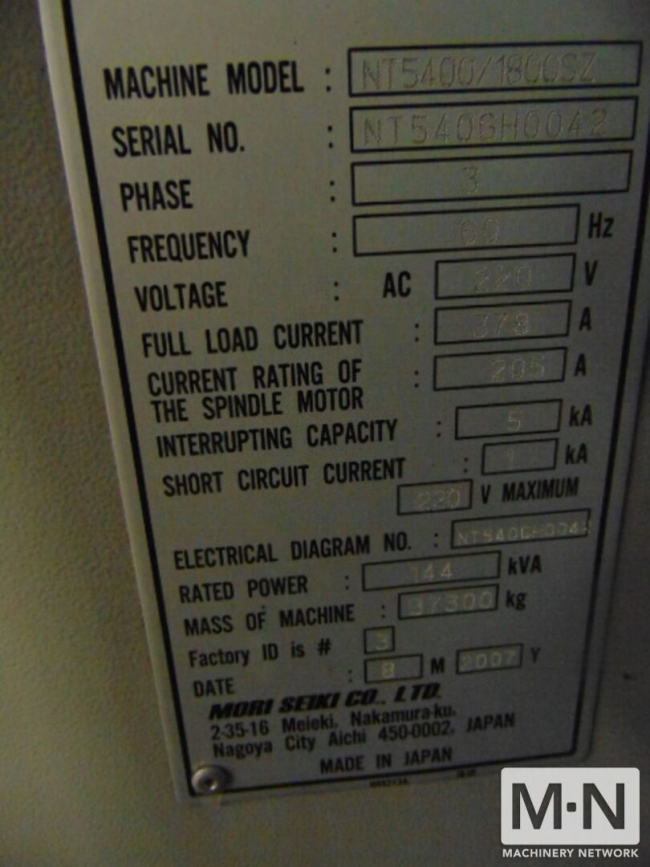 MACHINE MODEL : NT5400/1800SZ
SERIAL NO. : NT540GH0042
PHASE : 3
FREQUENCY : 60 Hz
VOLTAGE : AC 220 V
FULL LOAD CURRENT : 378 A
CURRENT RATING OF : 205 A
THE SPINDLE MOTOR
INTERRUPTING CAPACITY : 5 kA
SHORT CIRCUIT CURRENT : 1 kA
220 V MAXIMUM
ELECTRICAL DIAGRAM NO. : NT540GH0042
RATED POWER : 144 kVA
MASS OF MACHINE : 37300 kg
Factory ID is # 3
DATE : 8 M 2007 Y
MORI SEIKI CO., LTD.
2-35-16 Meieki, Nakamura-ku,
Nagoya City Aichi 450-0002, JAPAN
MADE IN JAPAN
M·N
MACHINERY NETWORK